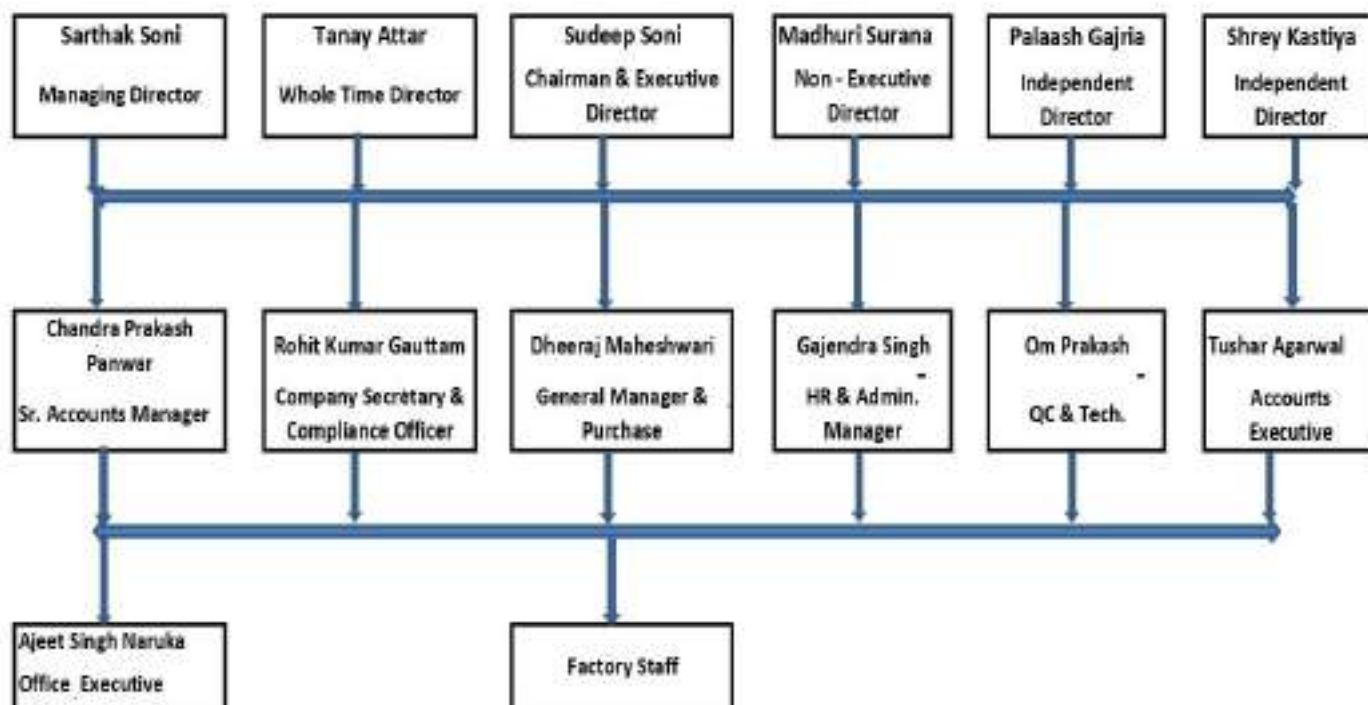 Sarthak Soni
Managing Director
Tanay Attar
Whole Time Director
Sudeep Soni
Chairman & Executive
Director
Madhuri Surana
Non - Executive
Director
Palaash Gajria
Independent
Director
Shrey Kastiya
Independent
Director
Chandra Prakash
Panwar
Sr. Accounts Manager
Rohit Kumar Gauttam
Company Secretary &
Compliance Officer
Dheeraj Maheshwari
General Manager &
Purchase
Gajendra Singh
-
HR & Admin.
Manager
Om Prakash
-
QC & Tech.
Tushar Agarwal
Accounts
Executive
Ajeet Singh Naruka
Office Executive
Factory Staff